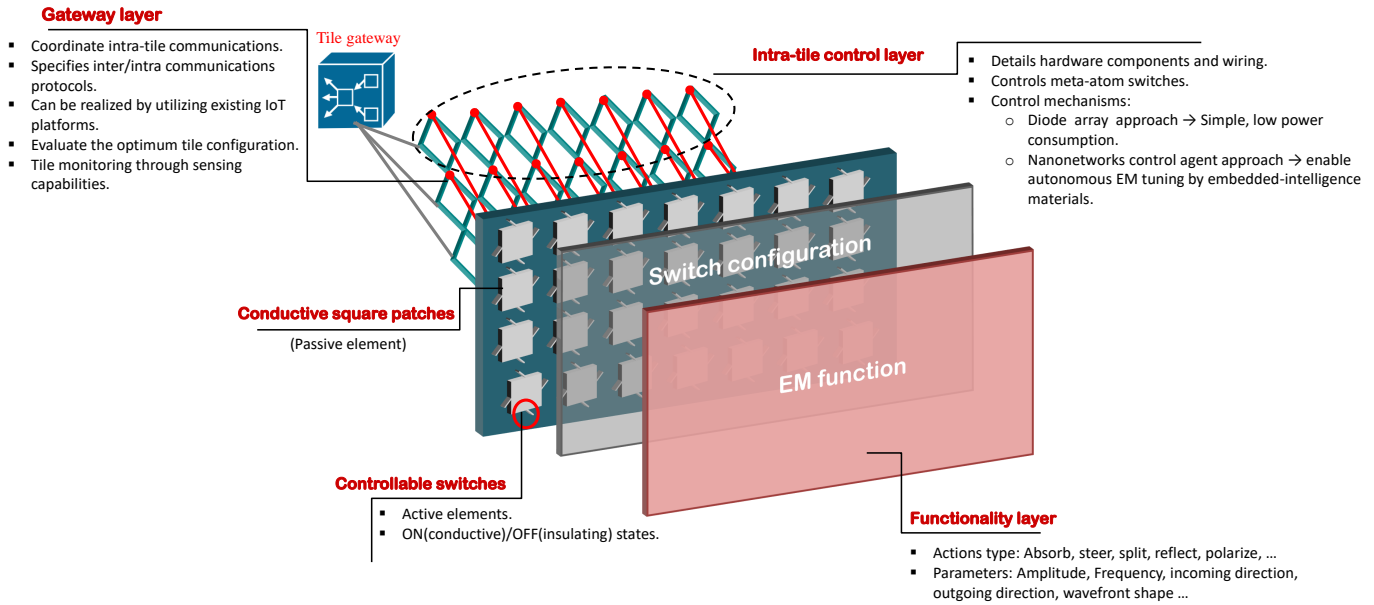 Gateway layer
▪ Coordinate intra-tile communications.
▪ Specifies inter/intra communications
protocols.
▪ Can be realized by utilizing existing IoT
platforms.
▪ Evaluate the optimum tile configuration.
▪ Tile monitoring through sensing
capabilities.
Tile gateway
Intra-tile control layer
▪ Details hardware components and wiring.
▪ Controls meta-atom switches.
▪ Control mechanisms:
o Diode array approach → Simple, low power
consumption.
o Nanonetworks control agent approach → enable
autonomous EM tuning by embedded-intelligence
materials.
Switch configuration
EM function
Conductive square patches
(Passive element)
Controllable switches
▪ Active elements.
▪ ON(conductive)/OFF(insulating) states.
Functionality layer
▪ Actions type: Absorb, steer, split, reflect, polarize, ...
▪ Parameters: Amplitude, Frequency, incoming direction,
outgoing direction, wavefront shape ...